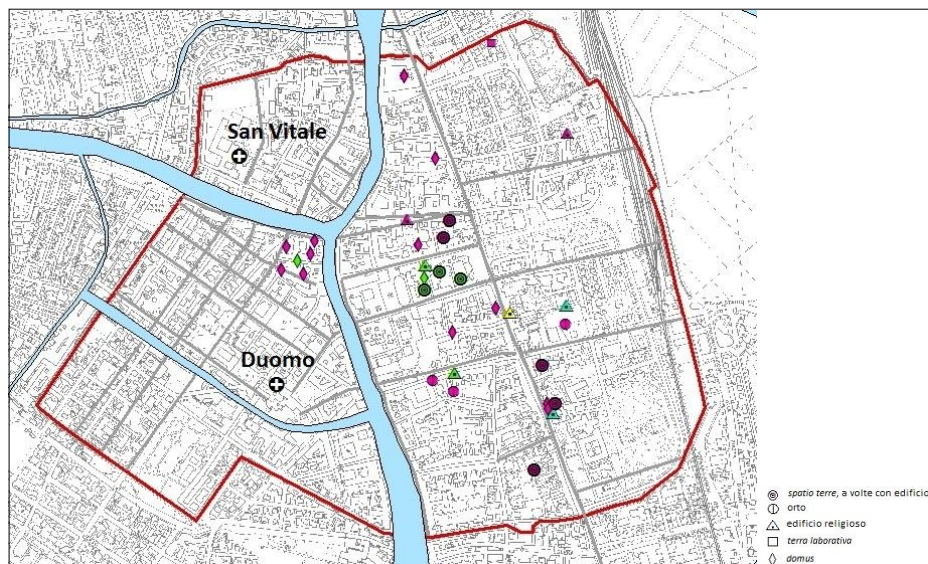 San Vitale
Duomo
spatio terre, a volte con edificio
orto
edificio religioso
terra laborativa
domus